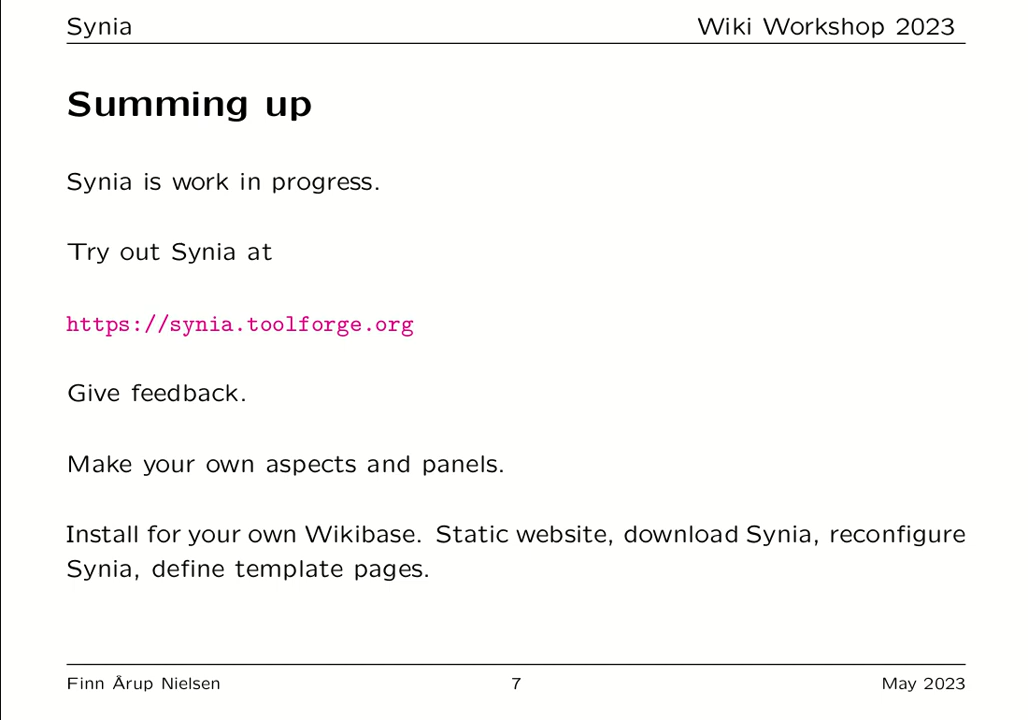 Synia
Wiki Workshop 2023
Summing up
Synia is work in progress.
Try out Synia at
https://synia.toolforge.org
Give feedback.
Make your own aspects and panels.
Install for your own Wikibase. Static website, download Synia, reconfigure
Synia, define template pages.
Finn Årup Nielsen
7
May 2023